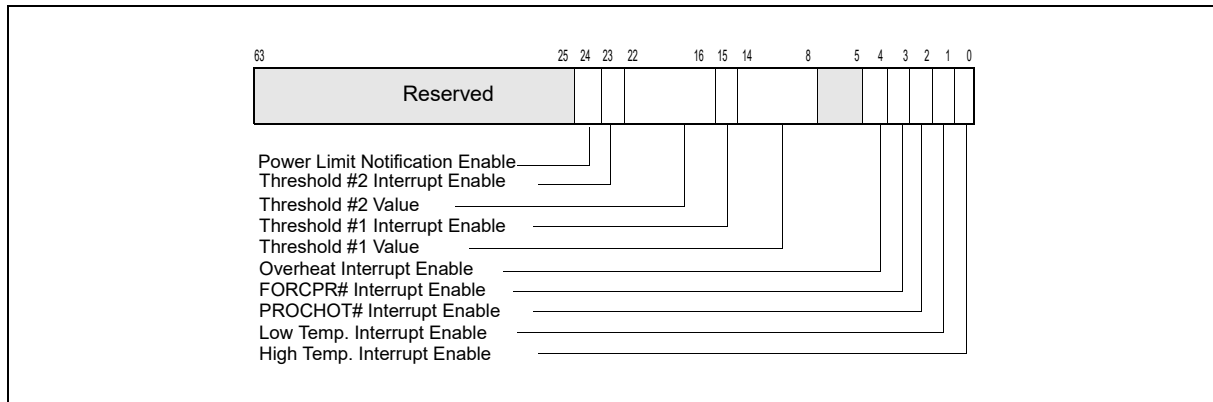 63 25 24 23 22 16 15 14 8 5 4 3 2 1 0
Reserved
Power Limit Notification Enable
Threshold #2 Interrupt Enable
Threshold #2 Value
Threshold #1 Interrupt Enable
Threshold #1 Value
Overheat Interrupt Enable
FORCPR# Interrupt Enable
PROCHOT# Interrupt Enable
Low Temp. Interrupt Enable
High Temp. Interrupt Enable